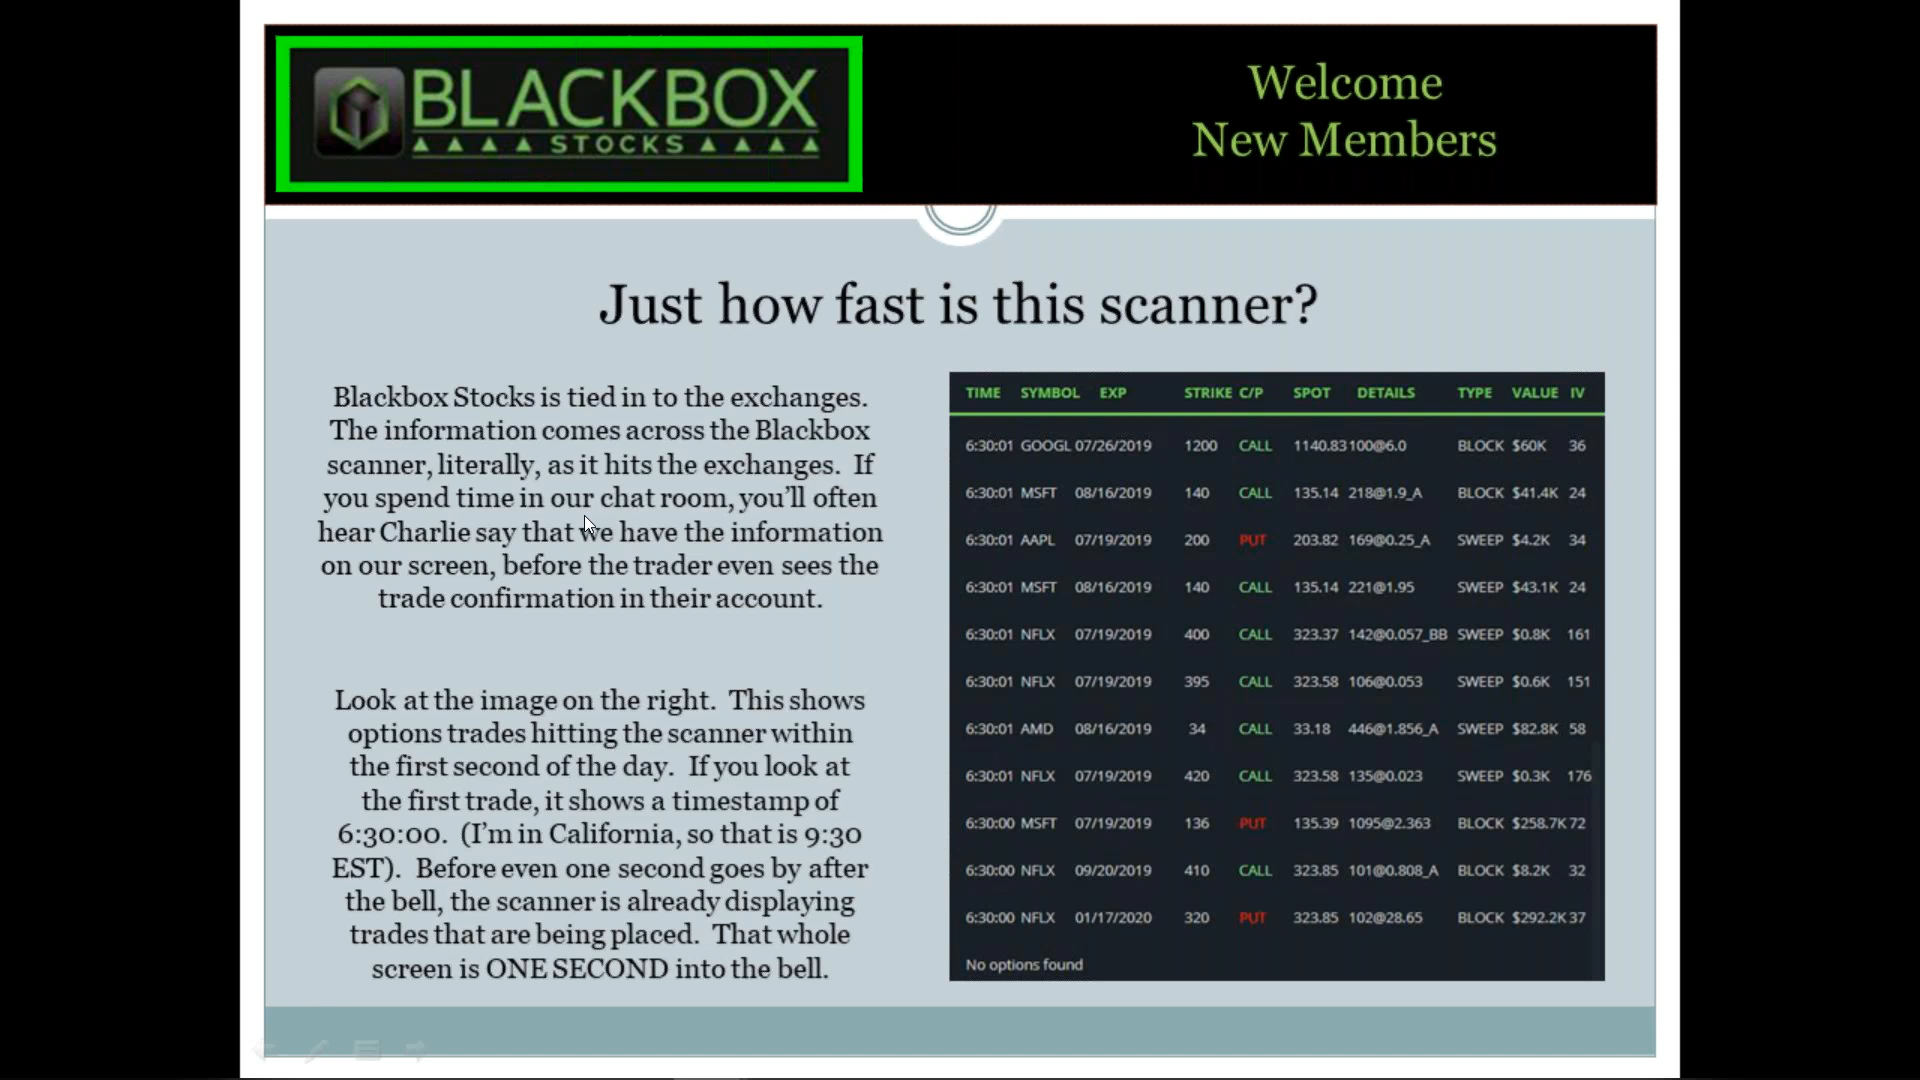 BLACKBOX
STOCKS
Welcome
New Members
Just how fast is this scanner?
Blackbox Stocks is tied in to the exchanges.
The information comes across the Blackbox
scanner, literally, as it hits the exchanges.  If
you spend time in our chat room, you’ll often
hear Charlie say that we have the information
on our screen, before the trader even sees the
trade confirmation in their account.
Look at the image on the right.  This shows
options trades hitting the scanner within
the first second of the day.  If you look at
the first trade, it shows a timestamp of
6:30:00.  (I’m in California, so that is 9:30
EST).  Before even one second goes by after
the bell, the scanner is already displaying
trades that are being placed.  That whole
screen is ONE SECOND into the bell.
TIME SYMBOL EXP STRIKE C/P SPOT DETAILS TYPE VALUE IV
6:30:01 GOOGL 07/26/2019 1200 CALL 1140.83 100@6.0 BLOCK $60K 36
6:30:01 MSFT 08/16/2019 140 CALL 135.14 218@1.9_A BLOCK $41.4K 24
6:30:01 AAPL 07/19/2019 200 PUT 203.82 169@0.25_A SWEEP $4.2K 34
6:30:01 MSFT 08/16/2019 140 CALL 135.14 221@1.95 SWEEP $43.1K 24
6:30:01 NFLX 07/19/2019 400 CALL 323.37 142@0.057_BB SWEEP $0.8K 161
6:30:01 NFLX 07/19/2019 395 CALL 323.58 106@0.053 SWEEP $0.6K 151
6:30:01 AMD 08/16/2019 34 CALL 33.18 446@1.856_A SWEEP $82.8K 58
6:30:01 NFLX 07/19/2019 420 CALL 323.58 135@0.023 SWEEP $0.3K 176
6:30:00 MSFT 07/19/2019 136 PUT 135.39 1095@2.363 BLOCK $258.7K 72
6:30:00 NFLX 09/20/2019 410 CALL 323.85 101@0.808_A BLOCK $8.2K 32
6:30:00 NFLX 01/17/2020 320 PUT 323.85 102@28.65 BLOCK $292.2K 37
No options found